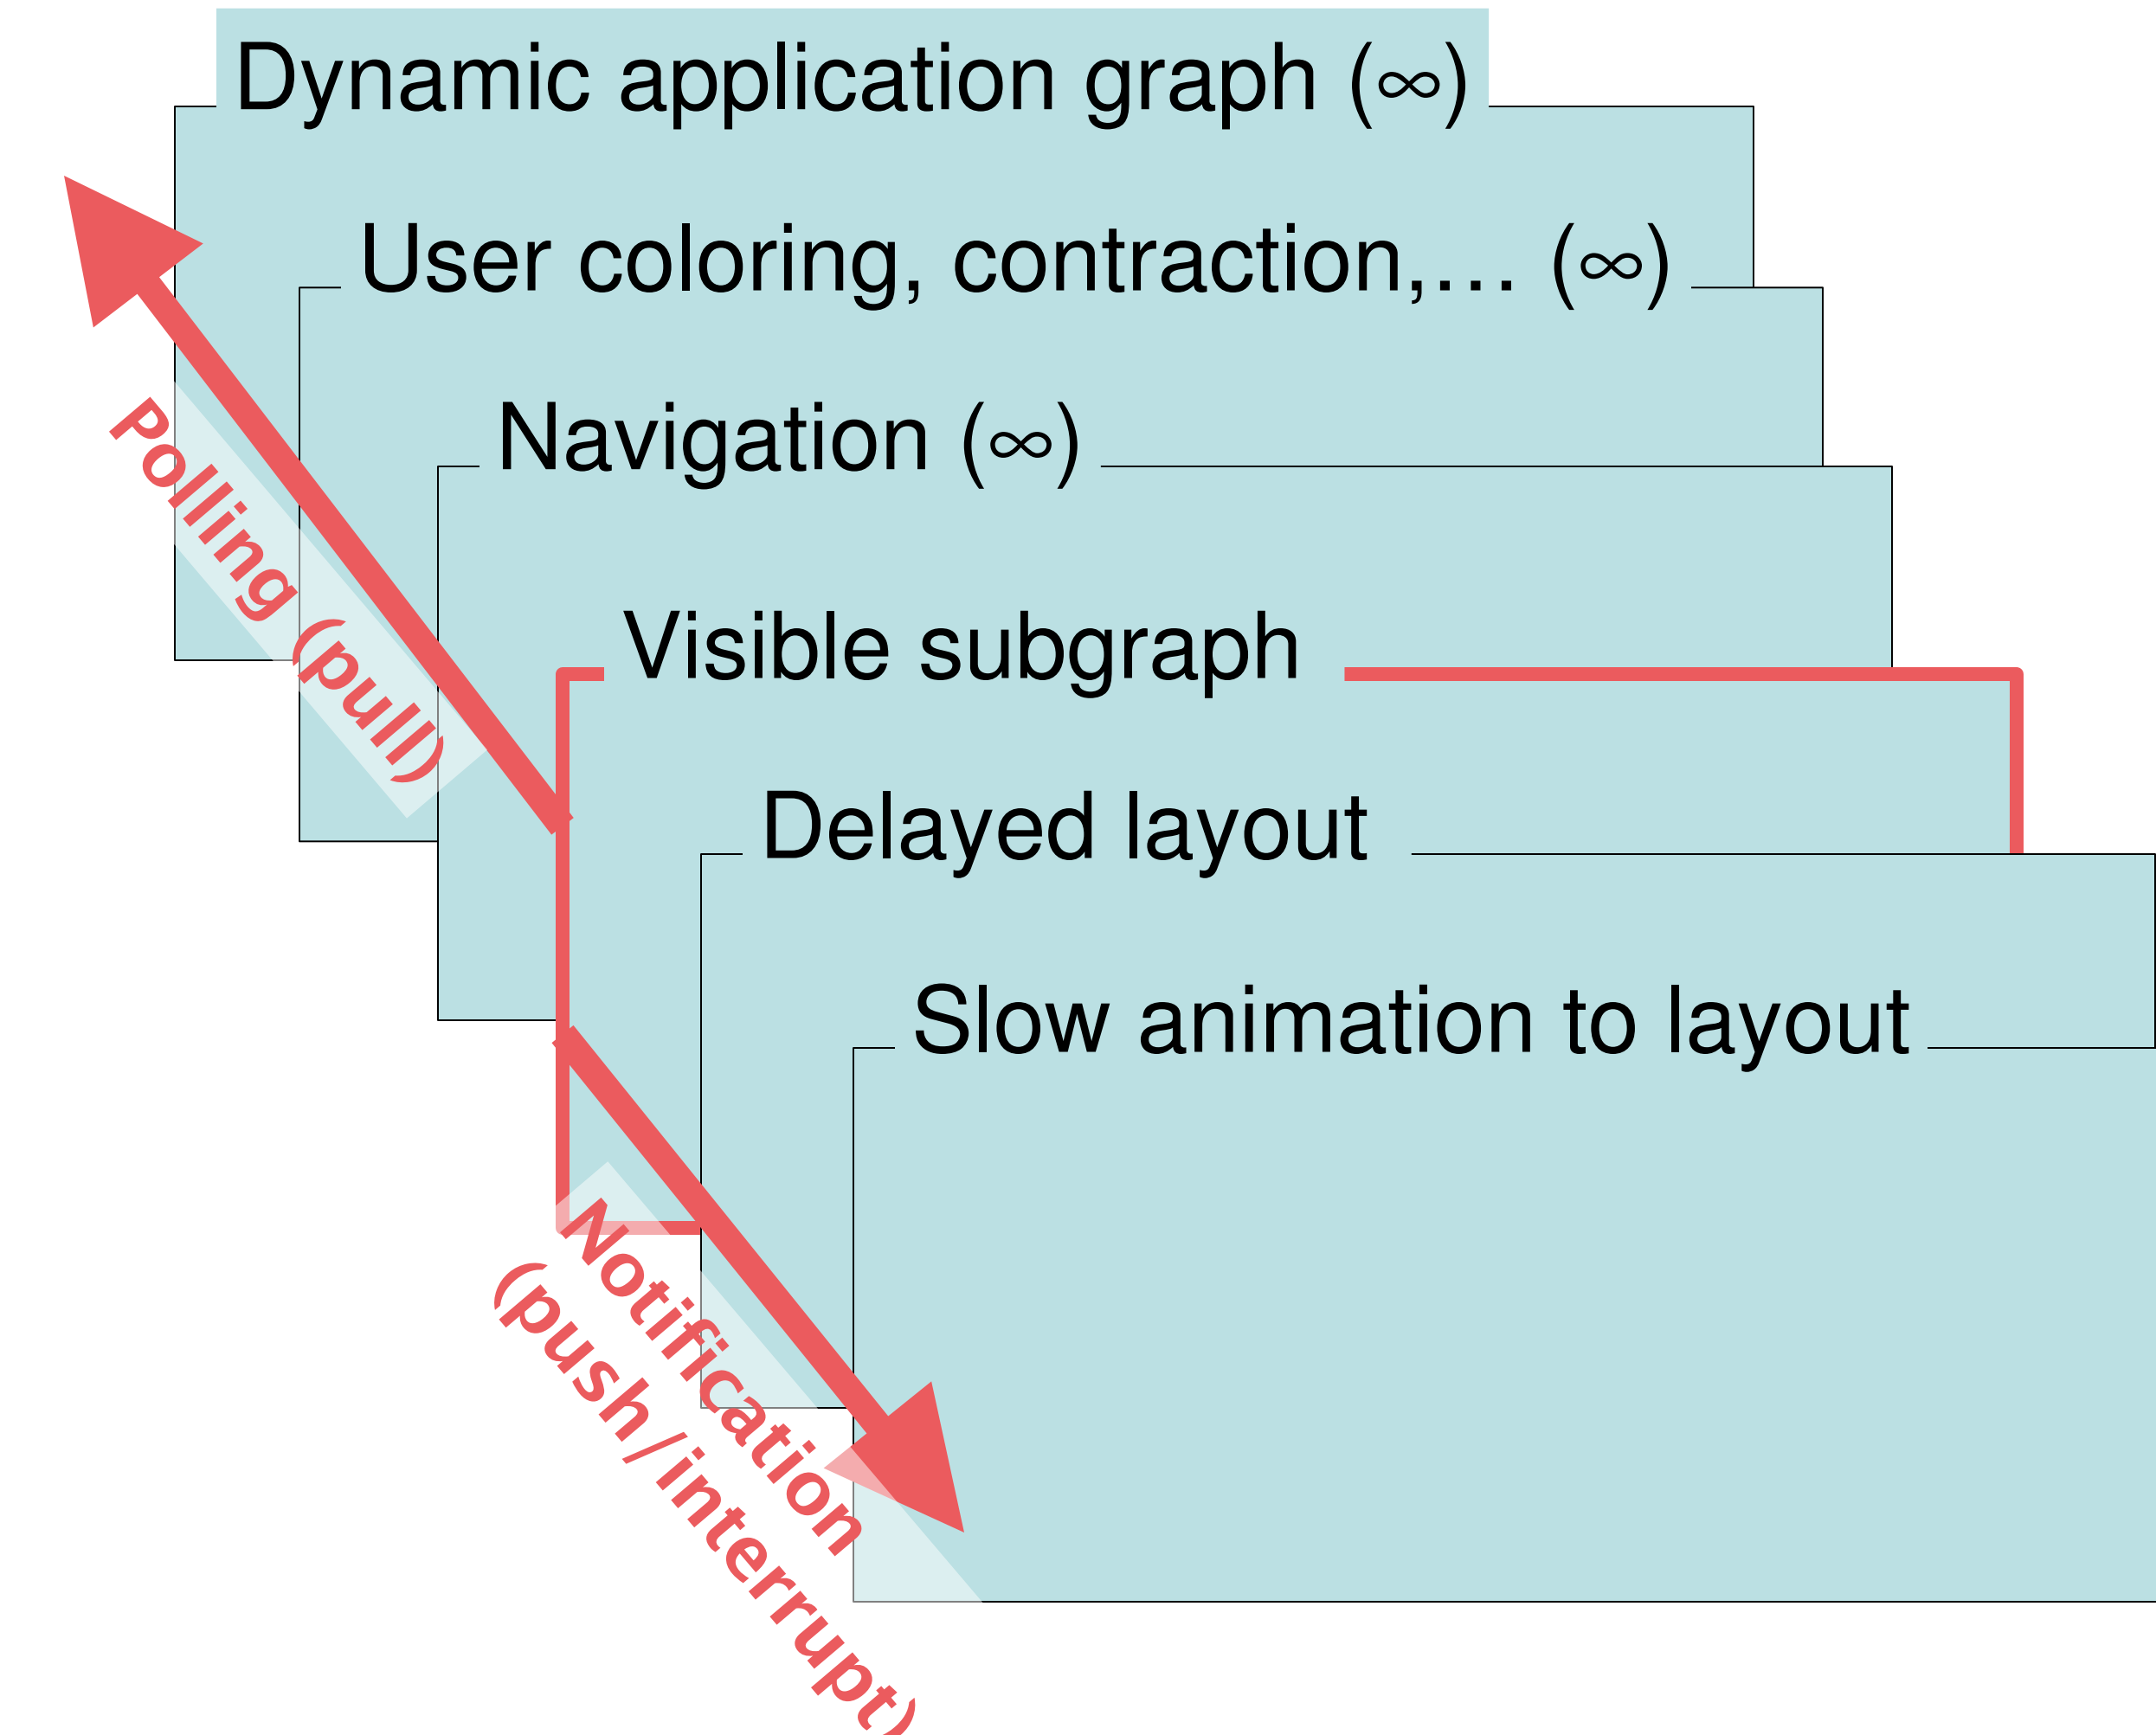 Dynamic application graph (∞)
User coloring, contraction,... (∞)
Navigation (∞)
Polling (pull)
Visible subgraph
Delayed layout
Slow animation to layout
Notification
(push/interrupt)